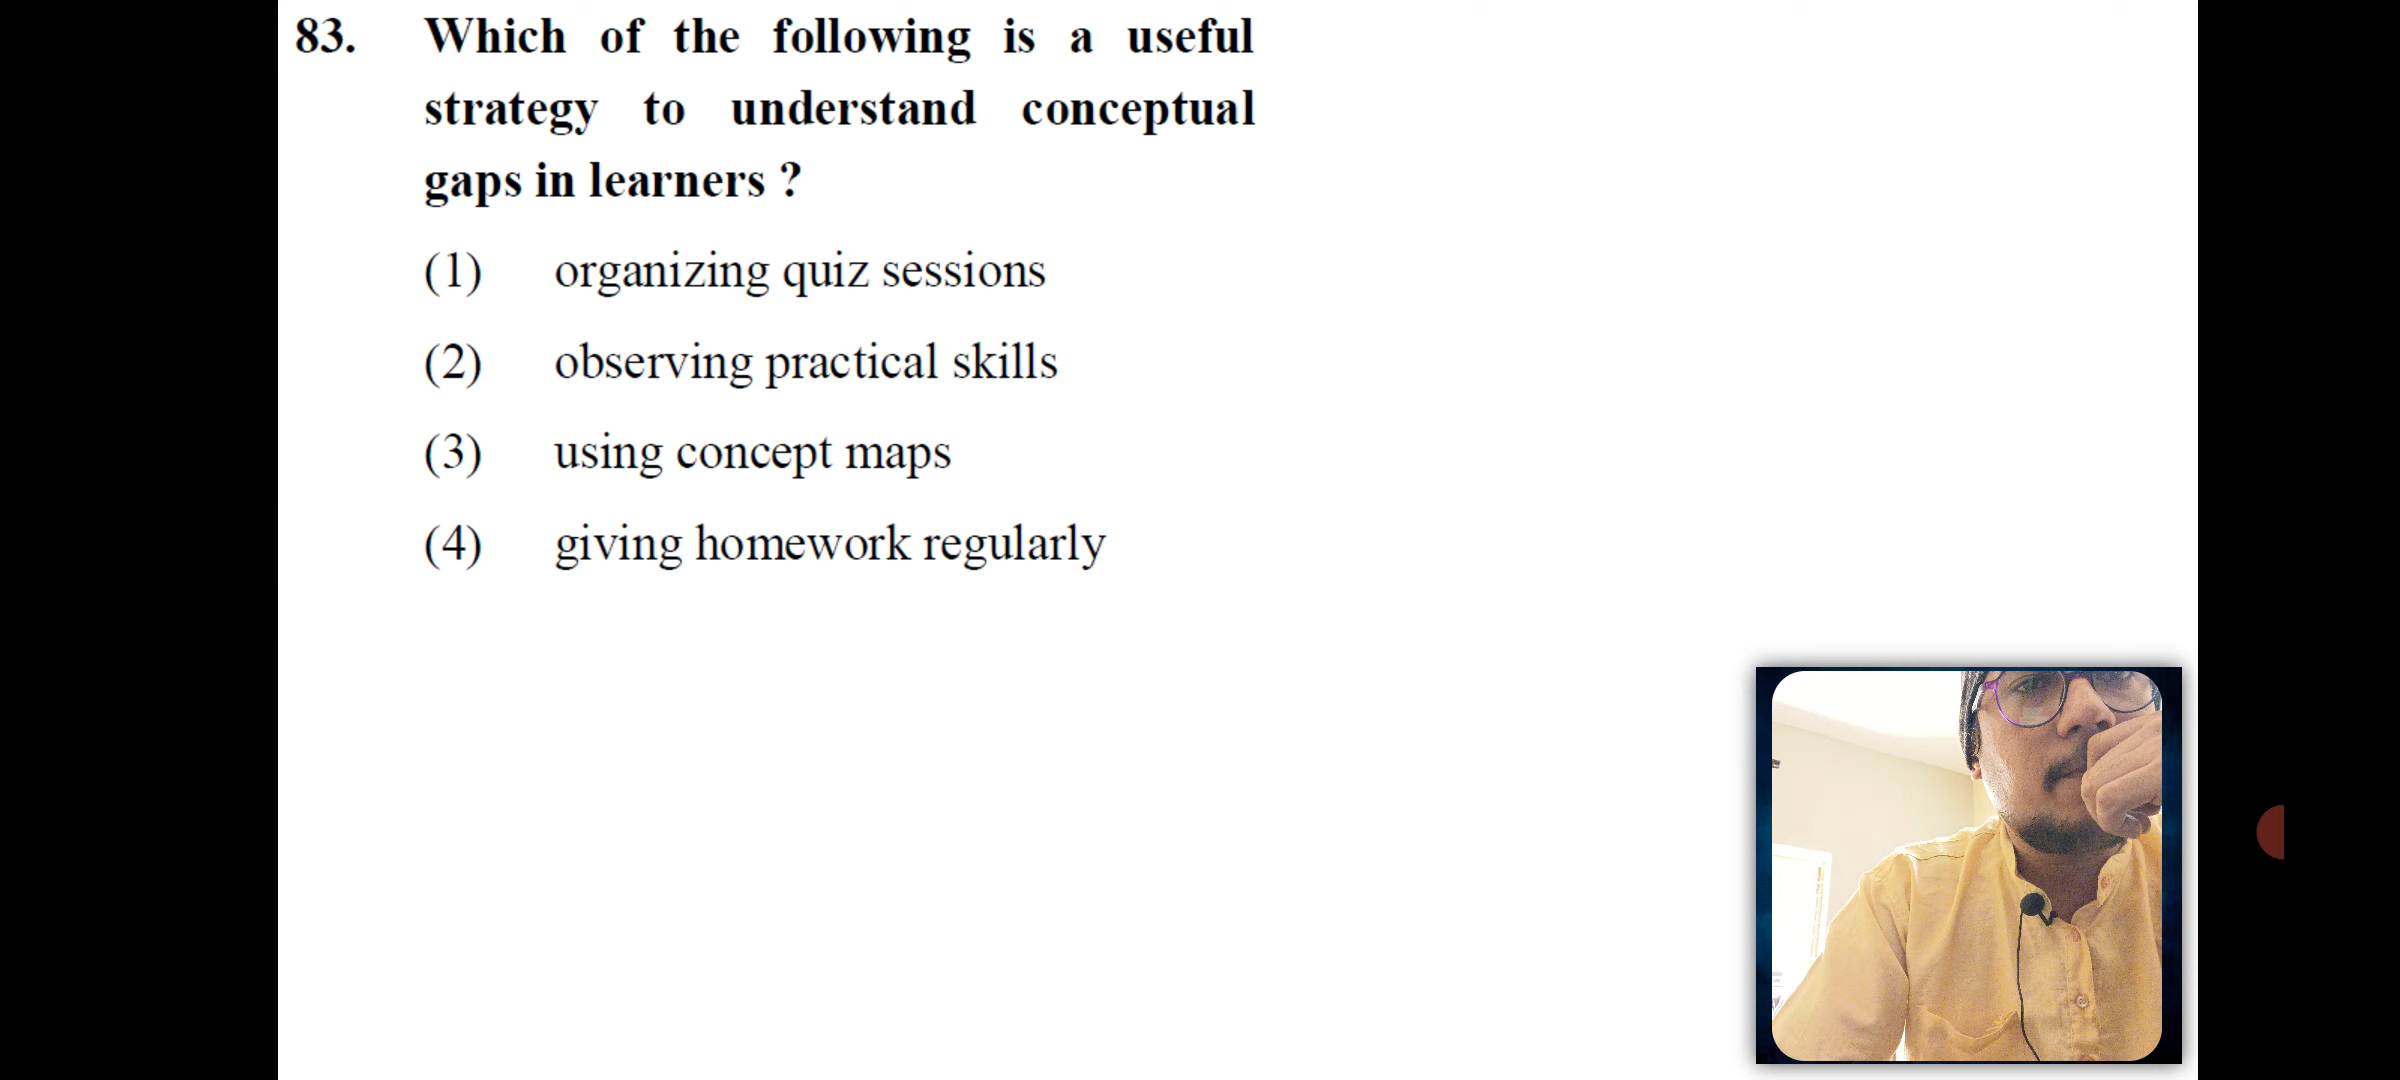 83. Which of the following is a useful
strategy to understand conceptual
gaps in learners ?
(1) organizing quiz sessions
(2) observing practical skills
(3) using concept maps
(4) giving homework regularly